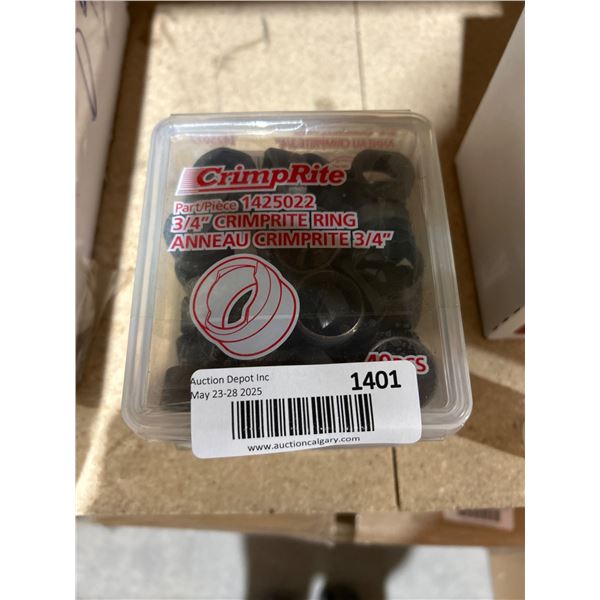 CrimpRite
Part/Pièce 1425022
3/4" CRIMPRITE RING
ANNEAU CRIMPRITE 3/4"
40PCS
Auction Depot Inc
May 23-28 2025
1401
www.auctioncalgary.com